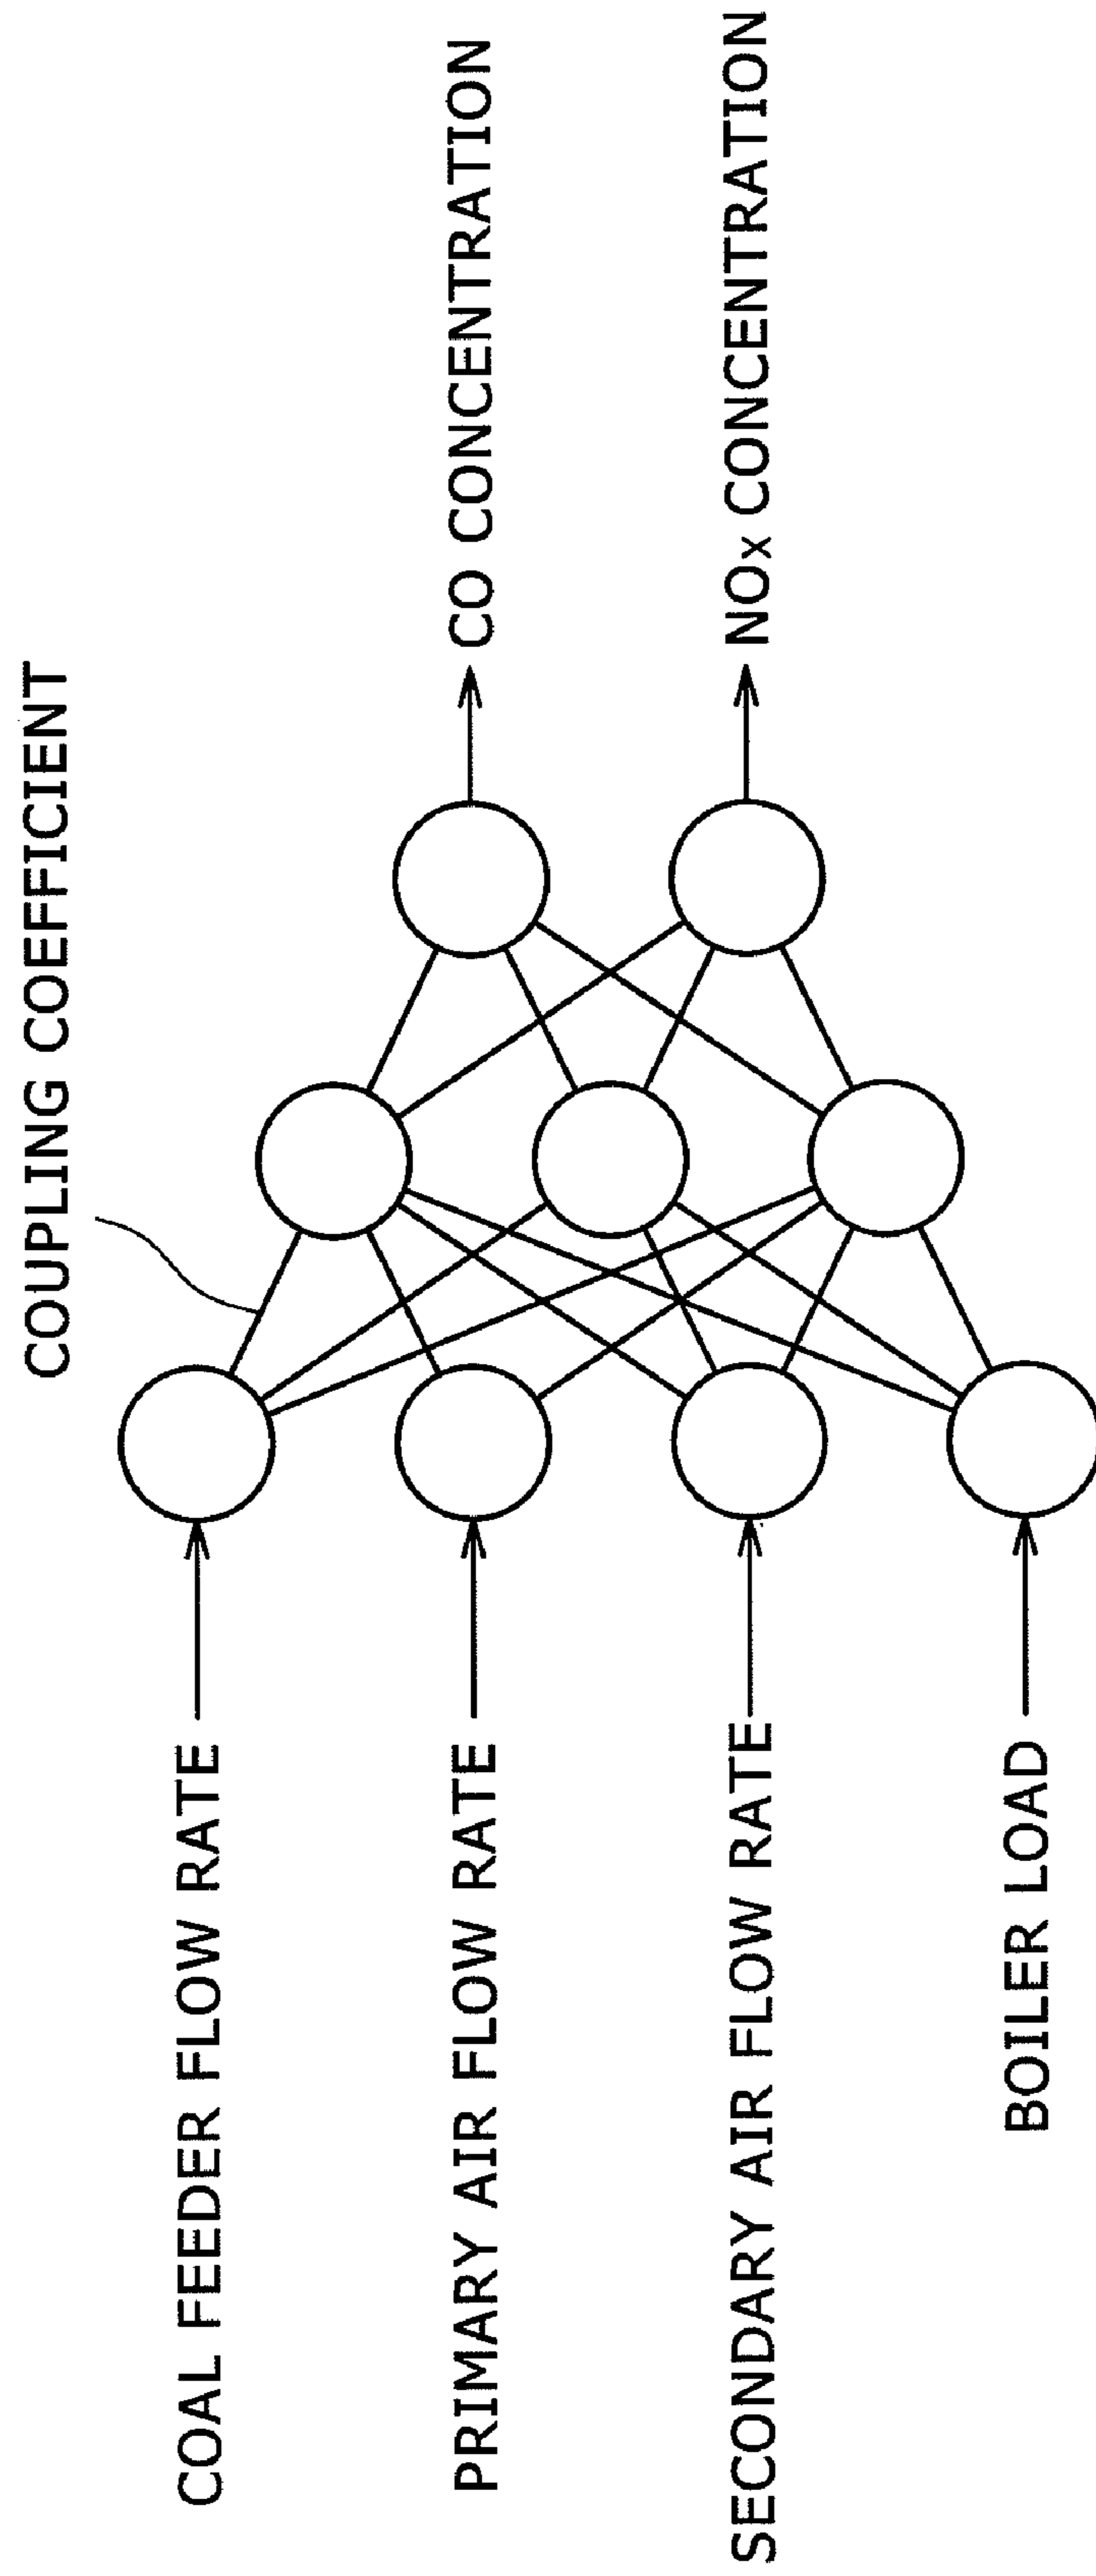 COUPLING COEFFICIENT
COAL FEEDER FLOW RATE
PRIMARY AIR FLOW RATE
SECONDARY AIR FLOW RATE
BOILER LOAD
CO CONCENTRATION
NOx CONCENTRATION